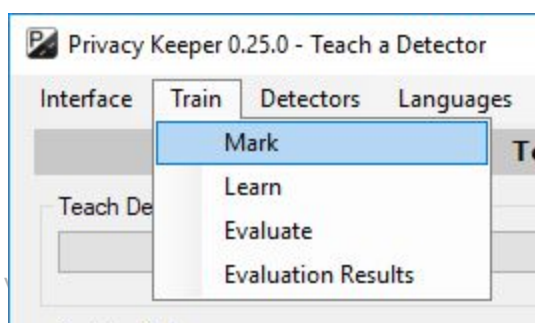 Privacy Keeper 0.25.0 - Teach a Detector
Interface Train Detectors Languages
Mark
Learn
Teach De
Evaluate
Evaluation Results